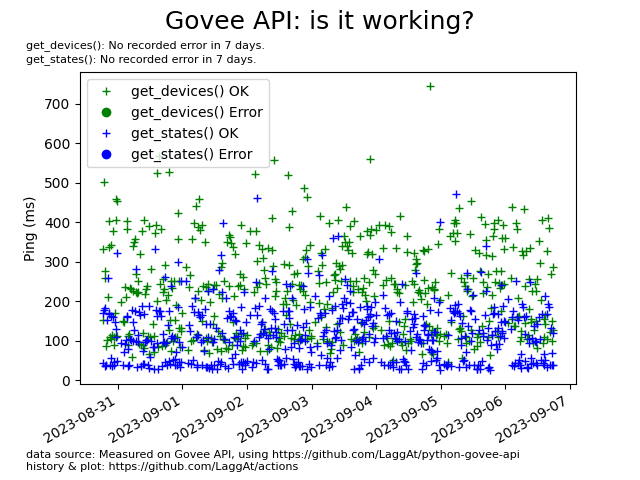 Govee API: is it working?
get_devices(): No recorded error in 7 days.
get_states(): No recorded error in 7 days.
get_devices() OK
get_devices() Error
get_states() OK
get_states() Error
Ping (ms)
700
600
500
400
300
200
100
0
2023-08-31
2023-09-01
2023-09-02
2023-09-03
2023-09-04
2023-09-05
2023-09-06
2023-09-07
data source: Measured on Govee API, using https://github.com/LaggAt/python-govee-api
history & plot: https://github.com/LaggAt/actions